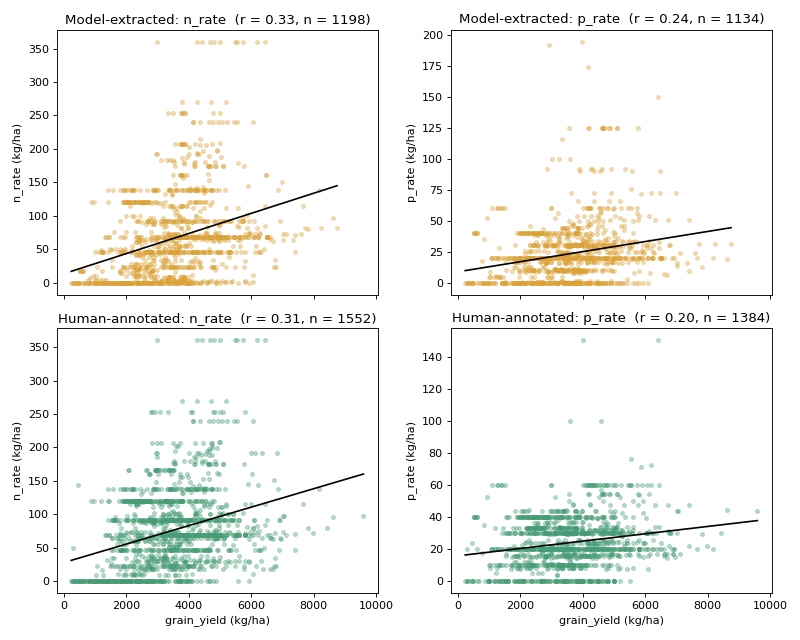 Model-extracted: n_rate  (r = 0.33, n = 1198)
n_rate (kg/ha)
350
300
250
200
150
100
50
0
Model-extracted: p_rate  (r = 0.24, n = 1134)
p_rate (kg/ha)
200
175
150
125
100
75
50
25
0
Human-annotated: n_rate  (r = 0.31, n = 1552)
n_rate (kg/ha)
350
300
250
200
150
100
50
0
0 2000 4000 6000 8000 10000
grain_yield (kg/ha)
Human-annotated: p_rate  (r = 0.20, n = 1384)
p_rate (kg/ha)
140
120
100
80
60
40
20
0
0 2000 4000 6000 8000 10000
grain_yield (kg/ha)